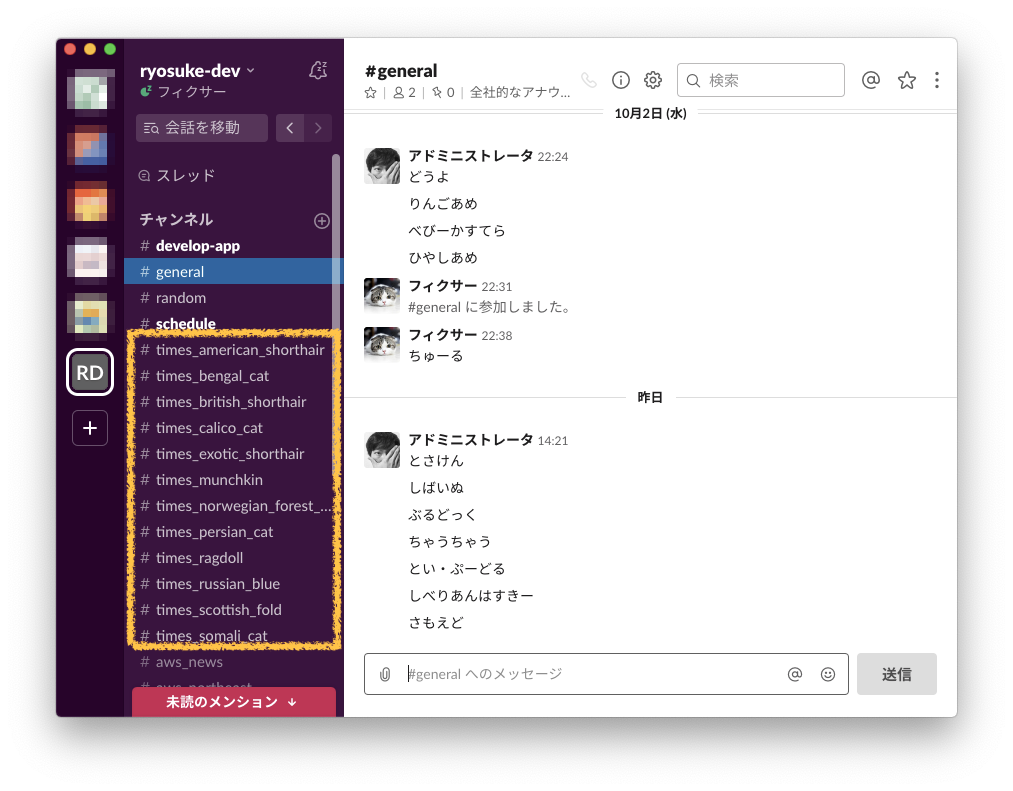 ryosuke-dev
フィクサー
会話を移動
スレッド
チャンネル
# develop-app
# general
# random
# schedule
# times_american_shorthair
# times_bengal_cat
# times_british_shorthair
# times_calico_cat
# times_exotic_shorthair
# times_munchkin
# times_norwegian_forest_...
# times_persian_cat
# times_ragdoll
# times_russian_blue
# times_scottish_fold
# times_somali_cat
# aws_news
# aws_northeast
未読のメンション ↓
RD
+
#general
2 | 0 | 全社的なアナウ...
検索
10月2日 (水)
アドミニストレータ 22:24
どうよ
りんごあめ
べびーかすてら
ひやしあめ
フィクサー 22:31
#general に参加しました。
フィクサー 22:38
ちゅーる
昨日
アドミニストレータ 14:21
とさけん
しばいぬ
ぶるどっく
ちゃうちゃう
とい・ぷーどる
しべりあんはすきー
さもえど
#general へのメッセージ
送信